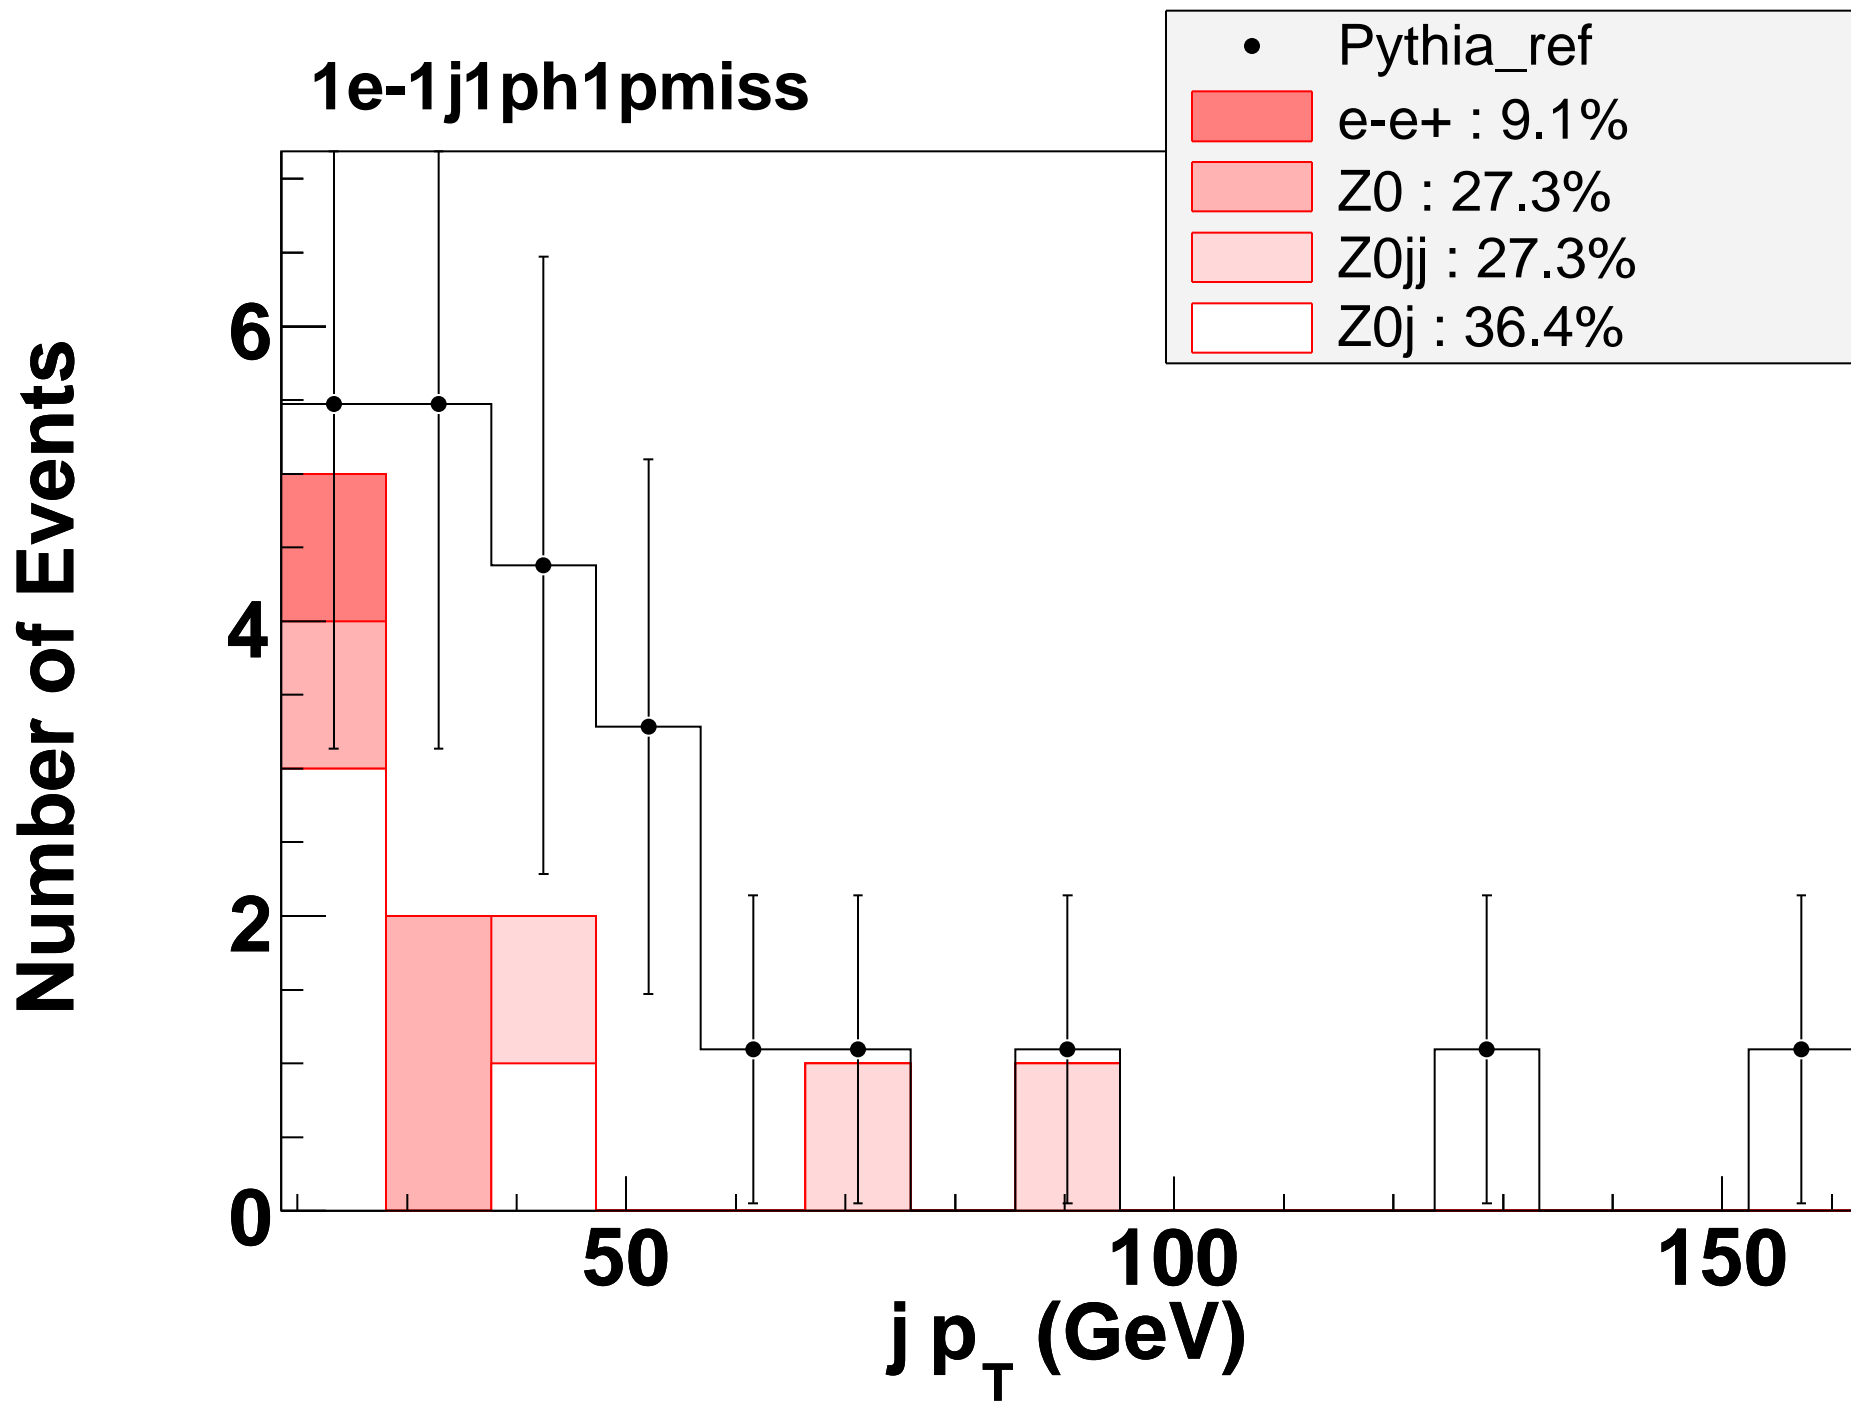 1e-1j1ph1pmiss
Pythia_ref
e-e+ : 9.1%
Z0 : 27.3%
Z0jj : 27.3%
Z0j : 36.4%
Number of Events
6
4
2
0
50 100 150
j p_T (GeV)